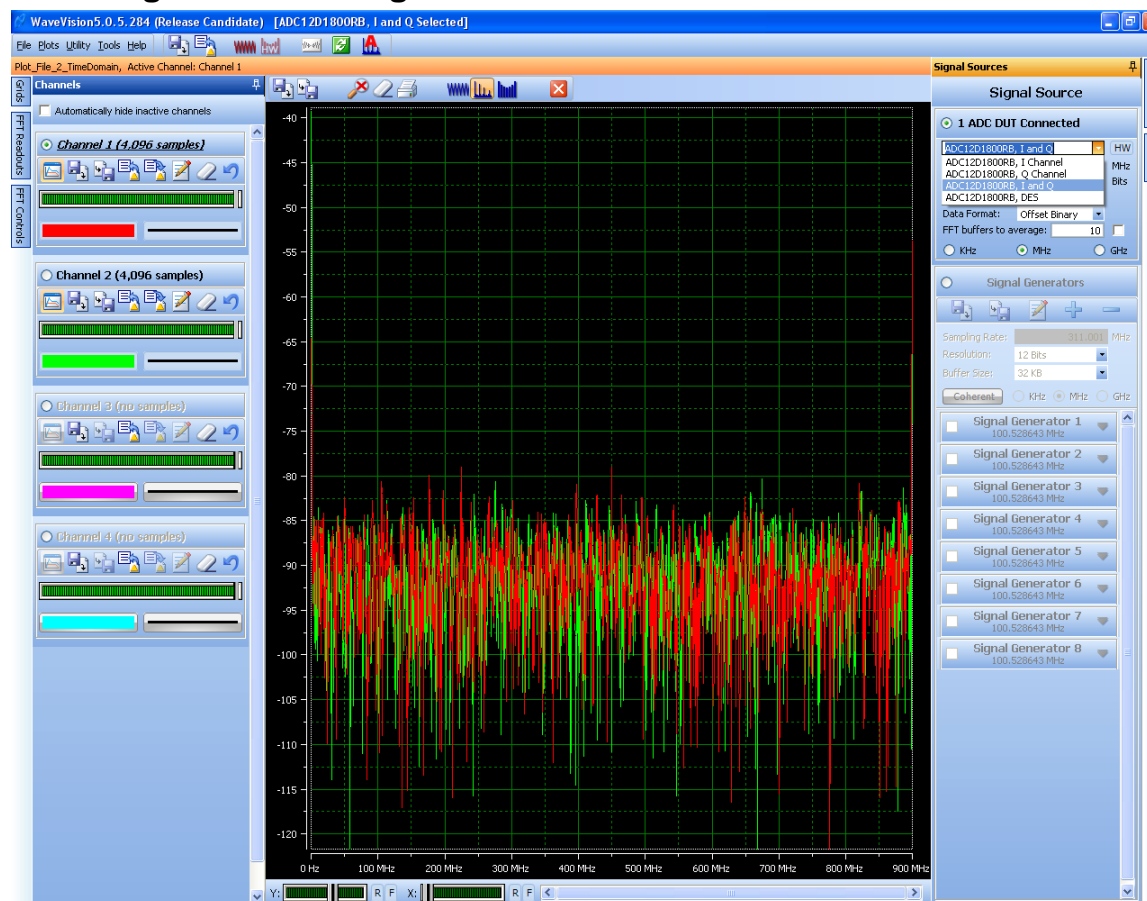 WaveVision5.0.5.284 (Release Candidate) [ADC12D1800RB, I and Q Selected]
File Plots Utility Tools Help
Plot_File_2_TimeDomain, Active Channel: Channel 1
Grids
FFT Readouts
FFT Controls
Channels
Automatically hide inactive channels
Channel 1 (4,096 samples)
Channel 2 (4,096 samples)
Channel 3 (no samples)
Channel 4 (no samples)
-40
-45
-50
-55
-60
-65
-70
-75
-80
-85
-90
-95
-100
-105
-110
-115
-120
0 Hz 100 MHz 200 MHz 300 MHz 400 MHz 500 MHz 600 MHz 700 MHz 800 MHz 900 MHz
Y: R F X: R F
Signal Sources
Signal Source
1 ADC DUT Connected
ADC12D1800RB, I and Q HW
ADC12D1800RB, I Channel MHz
ADC12D1800RB, Q Channel
ADC12D1800RB, I and Q Bits
ADC12D1800RB, DES
Data Format: Offset Binary
FFT buffers to average: 10
KHz MHz GHz
Signal Generators
Sampling Rate: 311.001 MHz
Resolution: 12 Bits
Buffer Size: 32 KB
Coherent KHz MHz GHz
Signal Generator 1
100.528643 MHz
Signal Generator 2
100.528643 MHz
Signal Generator 3
100.528643 MHz
Signal Generator 4
100.528643 MHz
Signal Generator 5
100.528643 MHz
Signal Generator 6
100.528643 MHz
Signal Generator 7
100.528643 MHz
Signal Generator 8
100.528643 MHz